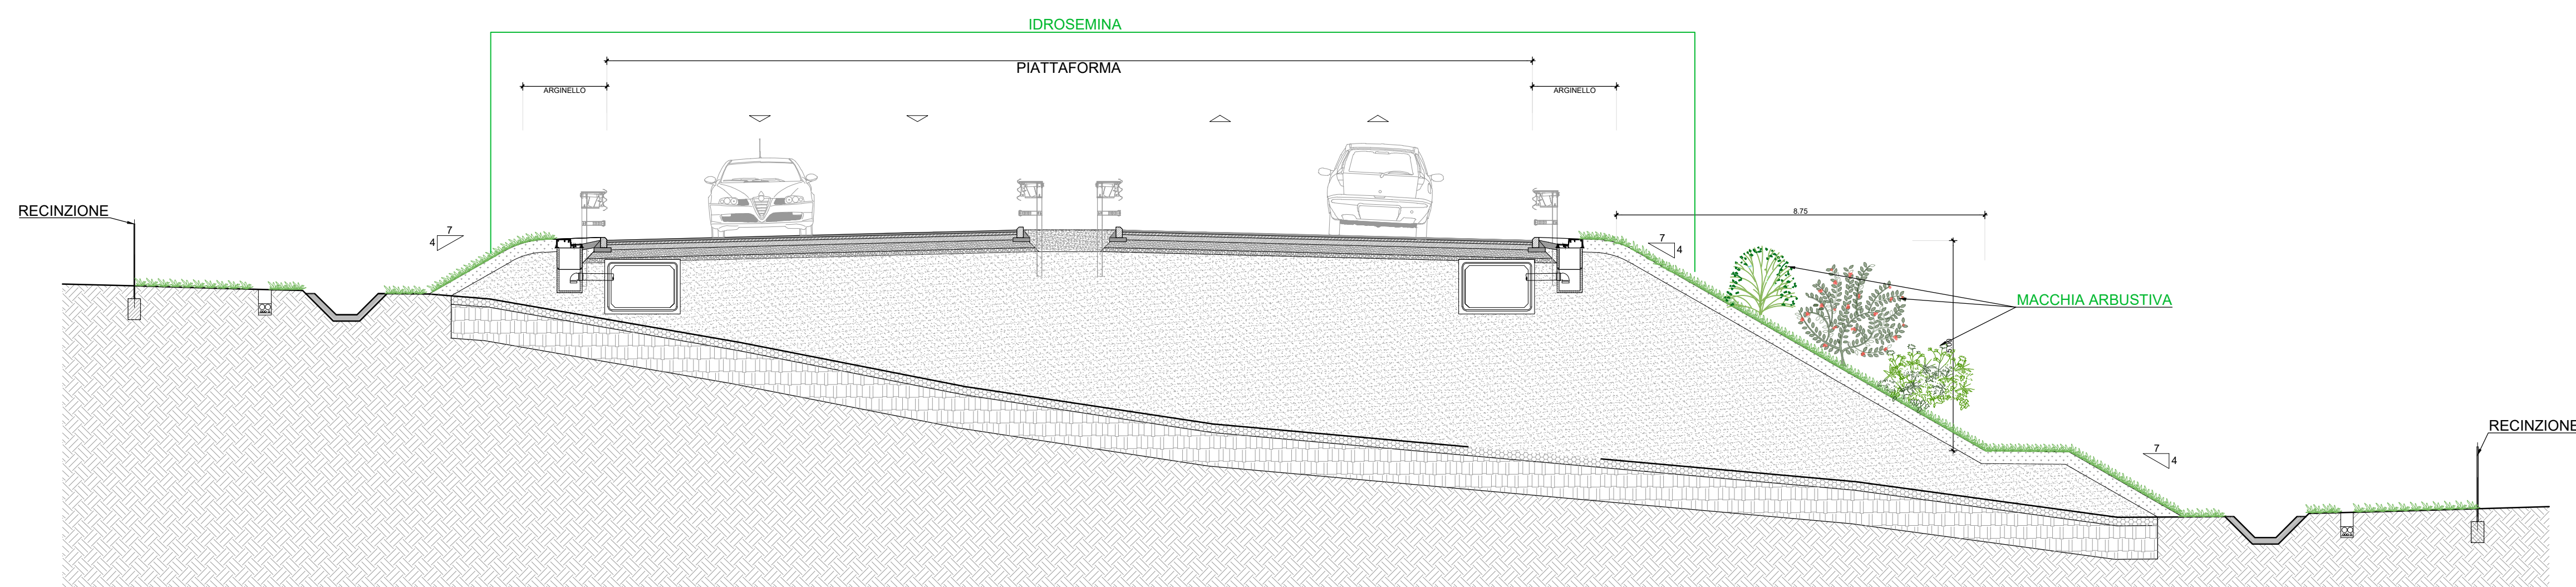 IDROSEMINA
PIATTAFORMA
ARGINELLO
ARGINELLO
RECINZIONE
7
4
8.75
7
4
MACCHIA ARBUSTIVA
RECINZIONE
7
4